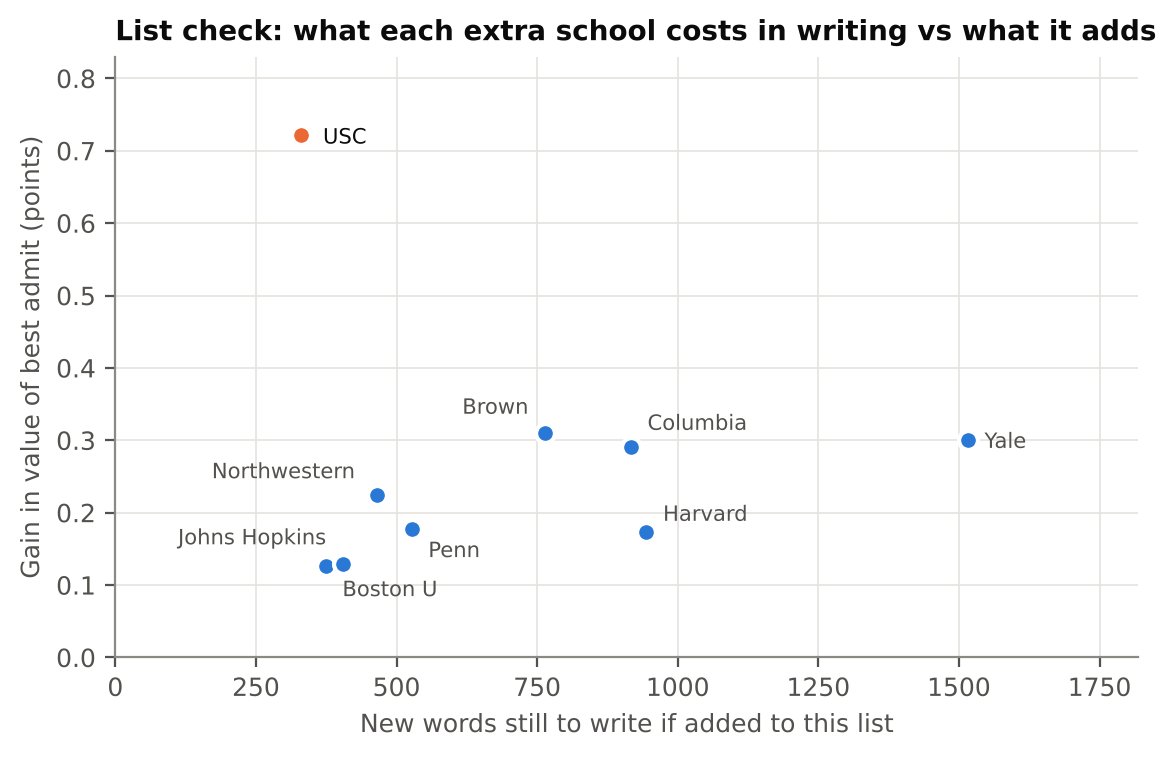 List check: what each extra school costs in writing vs what it adds
Gain in value of best admit (points)
0.8
0.7
0.6
0.5
0.4
0.3
0.2
0.1
0.0
USC
Brown
Columbia
Yale
Northwestern
Harvard
Johns Hopkins
Penn
Boston U
0 250 500 750 1000 1250 1500 1750
New words still to write if added to this list